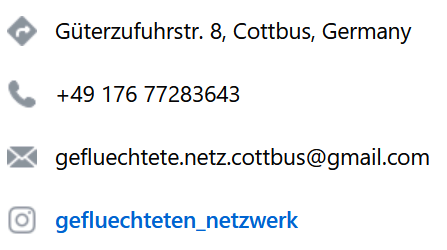 Güterzufuhrstr. 8, Cottbus, Germany
+49 176 77283643
gefluechtete.netz.cottbus@gmail.com
gefluechteten_netzwerk